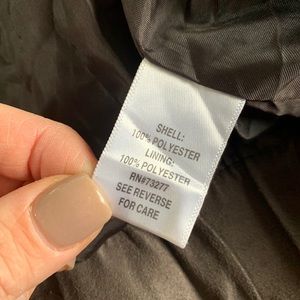 SHELL:
100% POLYESTER
LINING:
100% POLYESTER
RN#73277
SEE REVERSE
FOR CARE